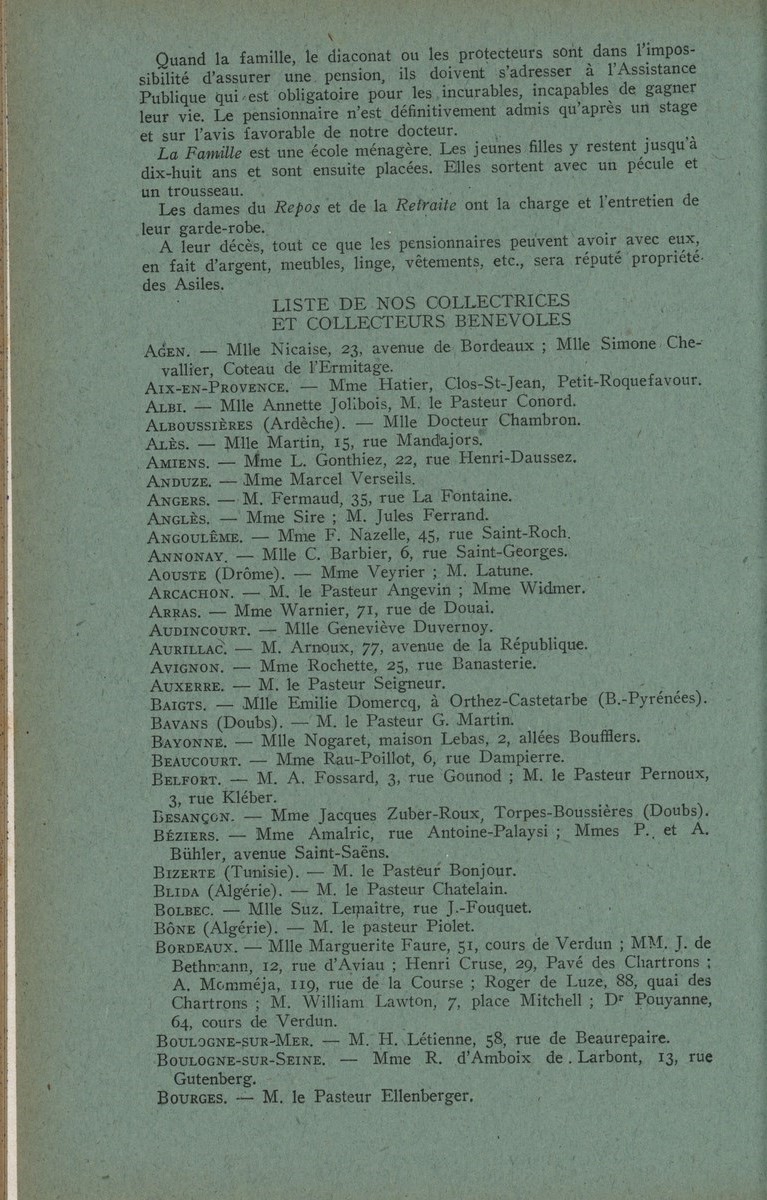 Quand la famille, le diaconat ou les protecteurs sont dans l'impos-
sibilité d'assurer une pension, ils doivent s'adresser à l'Assistance
Publique qui est obligatoire pour les incurables, incapables de gagner
leur vie. Le pensionnaire n'est définitivement admis qu'après un stage
et sur l'avis favorable de notre docteur.
La Famille est une école ménagère. Les jeunes filles y restent jusqu'à
dix-huit ans et sont ensuite placées. Elles sortent avec un pécule et
un trousseau.
Les dames du Repos et de la Retraite ont la charge et l'entretien de
leur garde-robe.
A leur décès, tout ce que les pensionnaires peuvent avoir avec eux,
en fait d'argent, meubles, linge, vêtements, etc., sera réputé propriété
des Asiles.
LISTE DE NOS COLLECTRICES
ET COLLECTEURS BENEVOLES
AGEN. — Mlle Nicaise, 23, avenue de Bordeaux ; Mlle Simone Che-
vallier, Coteau de l'Ermitage.
AIX-EN-PROVENCE. — Mme Hatier, Clos-St-Jean, Petit-Roquefavour.
ALBI. — Mlle Annette Jolibois, M. le Pasteur Conord.
ALBOUSSIÈRES (Ardèche). — Mlle Docteur Chambron.
ALÈS. — Mlle Martin, 15, rue Mandajors.
AMIENS. — Mme L. Gonthiez, 22, rue Henri-Daussez.
ANDUZE. — Mme Marcel Verseils.
ANGERS. — M. Fermaud, 35, rue La Fontaine.
ANGLÈS. — Mme Sire ; M. Jules Ferrand.
ANGOULÊME. — Mme F. Nazelle, 45, rue Saint-Roch.
ANNONAY. — Mlle C. Barbier, 6, rue Saint-Georges.
AOUSTE (Drôme). — Mme Veyrier ; M. Latune.
ARCACHON. — M. le Pasteur Angevin ; Mme Widmer.
ARRAS. — Mme Warnier, 71, rue de Douai.
AUDINCOURT. — Mlle Geneviève Duvernoy.
AURILLAC. — M. Arnoux, 77, avenue de la République.
AVIGNON. — Mme Rochette, 25, rue Banasterie.
AUXERRE. — M. le Pasteur Seigneur.
BAIGTS. — Mlle Emilie Domercq, à Orthez-Castetarbe (B.-Pyrénées).
BAVANS (Doubs). — M. le Pasteur G. Martin.
BAYONNE. — Mlle Nogaret, maison Lebas, 2, allées Boufflers.
BEAUCOURT. — Mme Rau-Poillot, 6, rue Dampierre.
BELFORT. — M. A. Fossard, 3, rue Gounod ; M. le Pasteur Pernoux,
3, rue Kléber.
BESANÇON. — Mme Jacques Zuber-Roux, Torpes-Boussières (Doubs).
BÉZIERS. — Mme Amalric, rue Antoine-Palaysi ; Mmes P. et A.
Bühler, avenue Saint-Saëns.
BIZERTE (Tunisie). — M. le Pasteur Bonjour.
BLIDA (Algérie). — M. le Pasteur Chatelain.
BOLBEC. — Mlle Suz. Lemaître, rue J.-Fouquet.
BÔNE (Algérie). — M. le pasteur Piolet.
BORDEAUX. — Mlle Marguerite Faure, 51, cours de Verdun ; MM. J. de
Bethmann, 12, rue d'Aviau ; Henri Cruse, 29, Pavé des Chartrons ;
A. Momméja, 119, rue de la Course ; Roger de Luze, 88, quai des
Chartrons ; M. William Lawton, 7, place Mitchell ; Dr Pouyanne,
64, cours de Verdun.
BOULOGNE-SUR-MER. — M. H. Létienne, 58, rue de Beaurepaire.
BOULOGNE-SUR-SEINE. — Mme R. d'Amboix de Larbont, 13, rue
Gutenberg.
BOURGES. — M. le Pasteur Ellenberger.